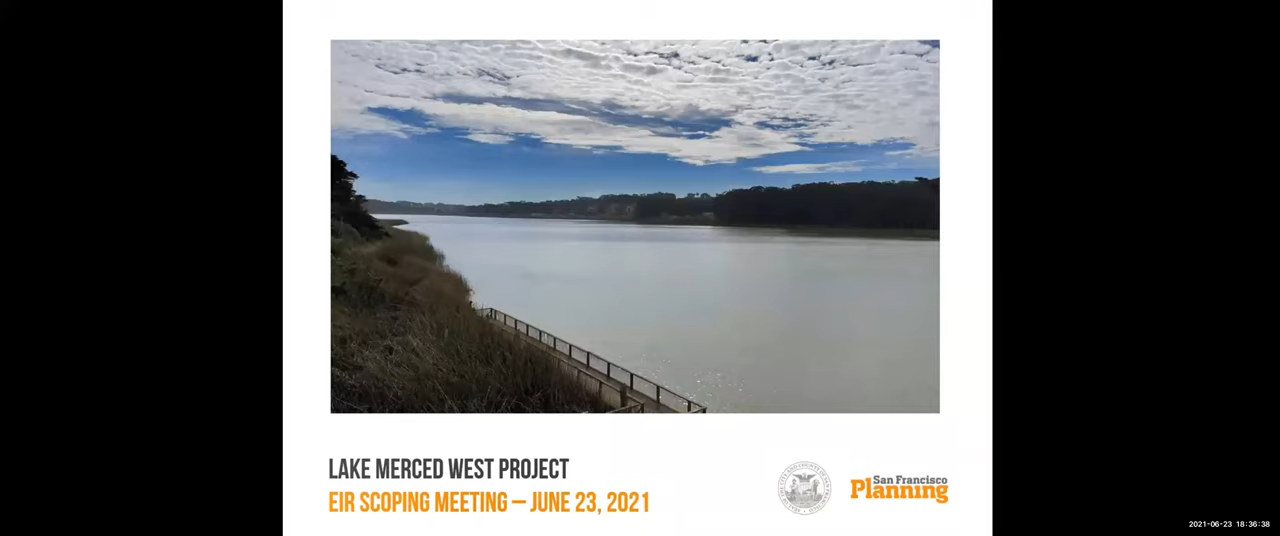 LAKE MERCED WEST PROJECT
EIR SCOPING MEETING – JUNE 23, 2021
San Francisco
Planning
2021-06-23 18:36:38